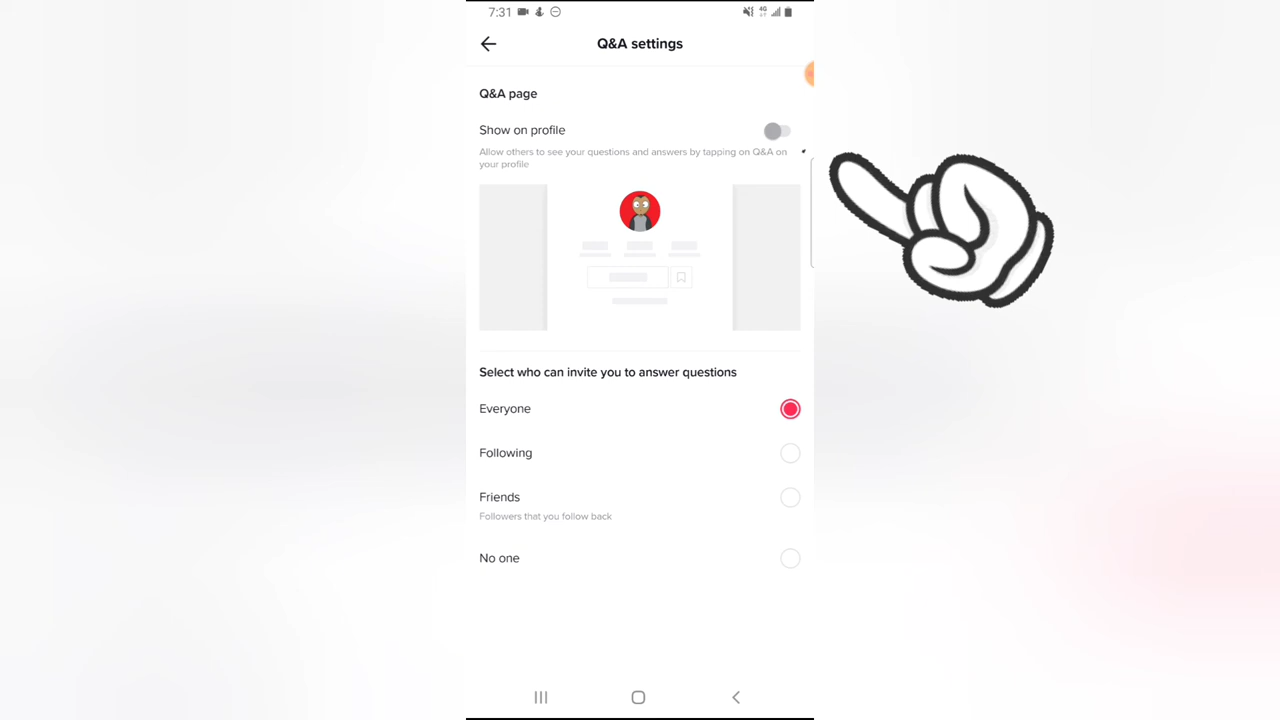 7:31
4G
Q&A settings
Q&A page
Show on profile
Allow others to see your questions and answers by tapping on Q&A on
your profile
Select who can invite you to answer questions
Everyone
Following
Friends
Followers that you follow back
No one